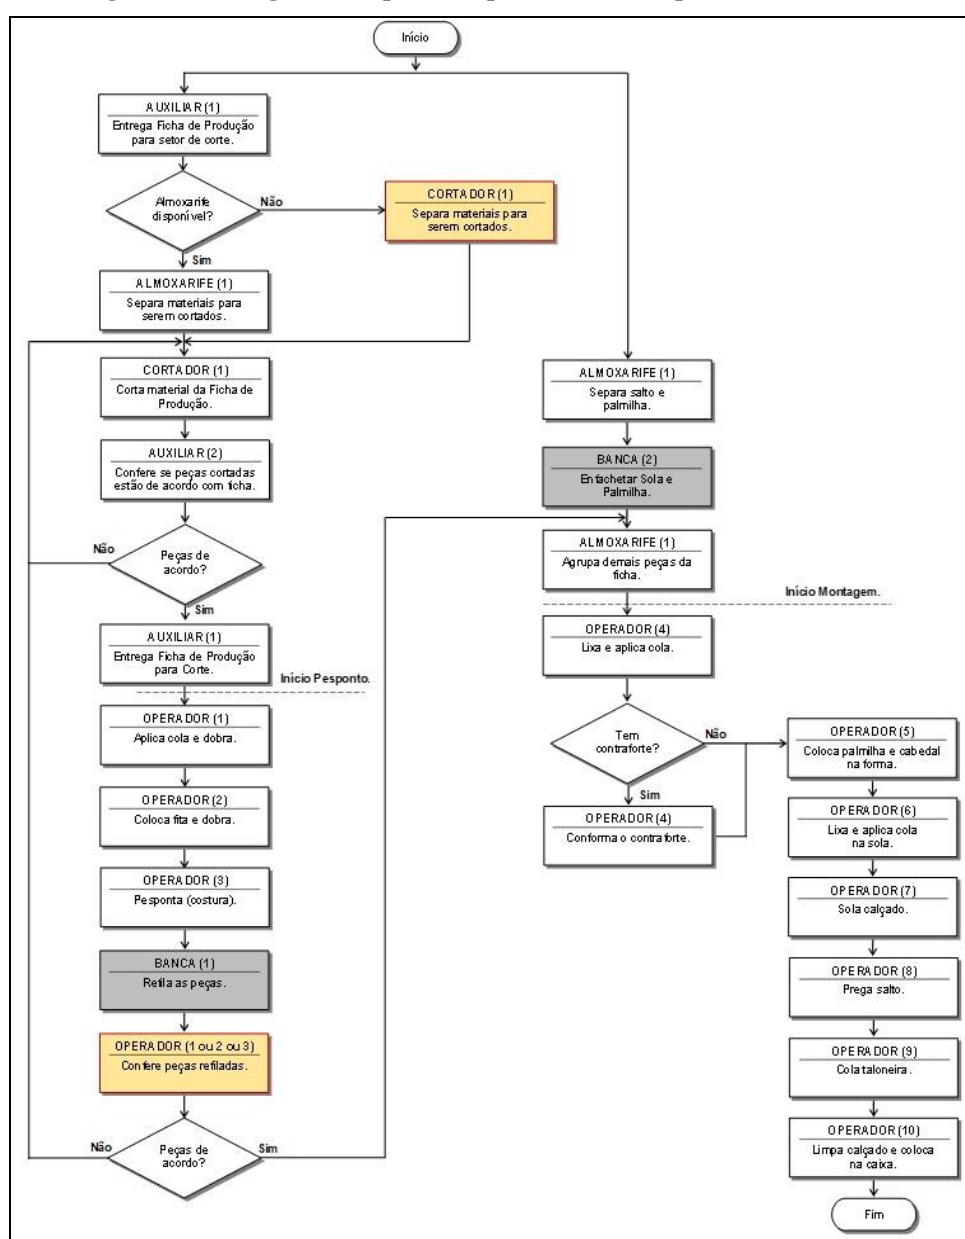 Início
AUXILIAR (1)
Entrega Ficha de Produção
para setor de corte.
Almoxarife
disponível?
Não
Sim
CORTADOR (1)
Separa materiais para
serem cortados.
ALMOXARIFE (1)
Separa materiais para
serem cortados.
CORTADOR (1)
Corta material da Ficha de
Produção.
AUXILIAR (2)
Confere se peças cortadas
estão de acordo com ficha.
Não
Peças de
acordo?
Sim
AUXILIAR (1)
Entrega Ficha de Produção
para Corte.
Início Pesponto.
OPERADOR (1)
Aplica cola e dobra.
OPERADOR (2)
Coloca fita e dobra.
OPERADOR (3)
Pesponta (costura).
BANCA (1)
Refila as peças.
OPERADOR (1 ou 2 ou 3)
Confere peças refiladas.
Não
Peças de
acordo?
Sim
ALMOXARIFE (1)
Separa salto e
palmilha.
BANCA (2)
Enfachetar Sola e
Palmilha.
ALMOXARIFE (1)
Agrupa demais peças da
ficha.
Início Montagem.
OPERADOR (4)
Lixa e aplica cola.
Tem
contraforte?
Não
Sim
OPERADOR (4)
Conforma o contraforte.
OPERADOR (5)
Coloca palmilha e cabedal
na forma.
OPERADOR (6)
Lixa e aplica cola
na sola.
OPERADOR (7)
Sola calçado.
OPERADOR (8)
Prega salto.
OPERADOR (9)
Cola taloneira.
OPERADOR (10)
Limpa calçado e coloca
na caixa.
Fim